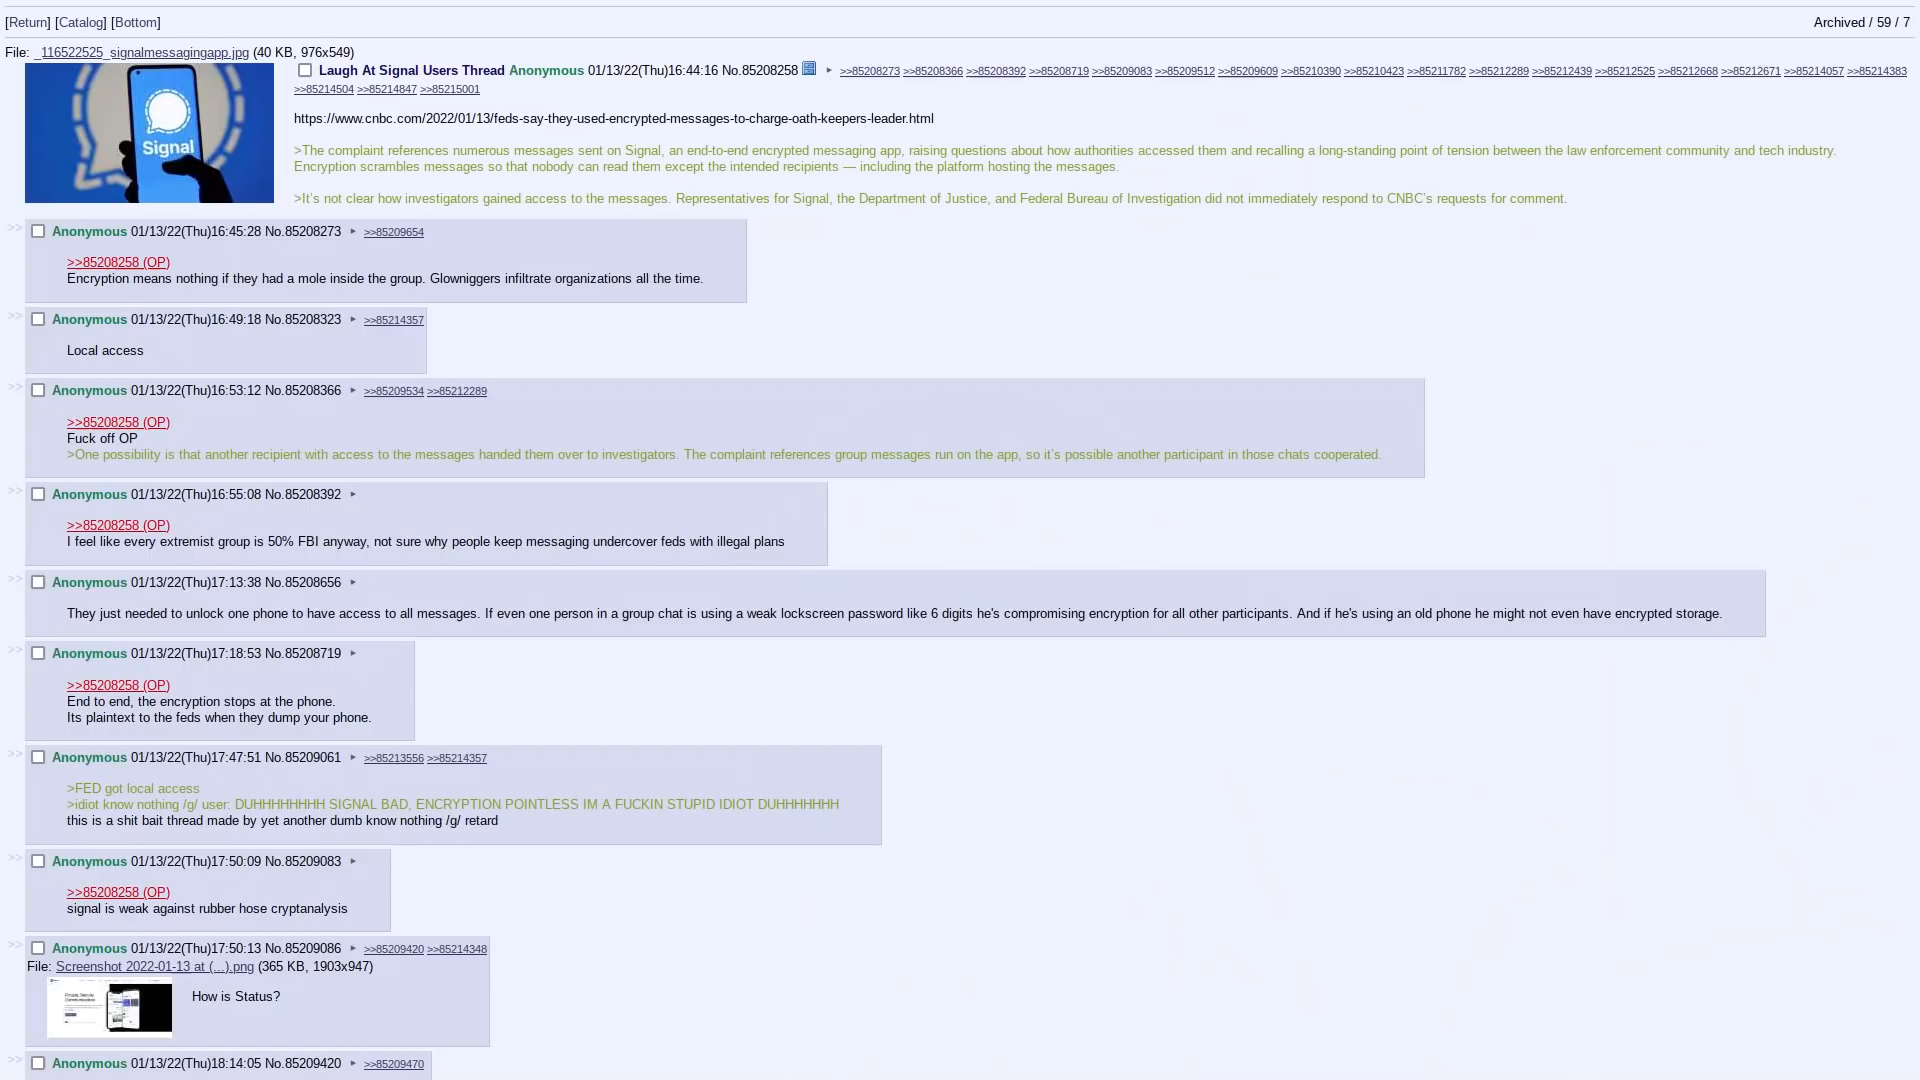 [Return] [Catalog] [Bottom]
Archived / 59 / 7
File: _116522525_signalmessagingapp.jpg (40 KB, 976x549)
Signal
Laugh At Signal Users Thread Anonymous 01/13/22(Thu)16:44:16 No.85208258 ▸ >>85208273 >>85208366 >>85208392 >>85208719 >>85209083 >>85209512 >>85209609 >>85210390 >>85210423 >>85211782 >>85212289 >>85212439 >>85212525 >>85212668 >>85212671 >>85214057 >>85214383
>>85214504 >>85214847 >>85215001
https://www.cnbc.com/2022/01/13/feds-say-they-used-encrypted-messages-to-charge-oath-keepers-leader.html
>The complaint references numerous messages sent on Signal, an end-to-end encrypted messaging app, raising questions about how authorities accessed them and recalling a long-standing point of tension between the law enforcement community and tech industry.
Encryption scrambles messages so that nobody can read them except the intended recipients — including the platform hosting the messages.
>It's not clear how investigators gained access to the messages. Representatives for Signal, the Department of Justice, and Federal Bureau of Investigation did not immediately respond to CNBC's requests for comment.
>> Anonymous 01/13/22(Thu)16:45:28 No.85208273 ▸ >>85209654
>>85208258 (OP)
Encryption means nothing if they had a mole inside the group. Glowniggers infiltrate organizations all the time.
>> Anonymous 01/13/22(Thu)16:49:18 No.85208323 ▸ >>85214357
Local access
>> Anonymous 01/13/22(Thu)16:53:12 No.85208366 ▸ >>85209534 >>85212289
>>85208258 (OP)
Fuck off OP
>One possibility is that another recipient with access to the messages handed them over to investigators. The complaint references group messages run on the app, so it's possible another participant in those chats cooperated.
>> Anonymous 01/13/22(Thu)16:55:08 No.85208392 ▸
>>85208258 (OP)
I feel like every extremist group is 50% FBI anyway, not sure why people keep messaging undercover feds with illegal plans
>> Anonymous 01/13/22(Thu)17:13:38 No.85208656 ▸
They just needed to unlock one phone to have access to all messages. If even one person in a group chat is using a weak lockscreen password like 6 digits he's compromising encryption for all other participants. And if he's using an old phone he might not even have encrypted storage.
>> Anonymous 01/13/22(Thu)17:18:53 No.85208719 ▸
>>85208258 (OP)
End to end, the encryption stops at the phone.
Its plaintext to the feds when they dump your phone.
>> Anonymous 01/13/22(Thu)17:47:51 No.85209061 ▸ >>85213556 >>85214357
>FED got local access
>idiot know nothing /g/ user: DUHHHHHHHH SIGNAL BAD, ENCRYPTION POINTLESS IM A FUCKIN STUPID IDIOT DUHHHHHHH
this is a shit bait thread made by yet another dumb know nothing /g/ retard
>> Anonymous 01/13/22(Thu)17:50:09 No.85209083 ▸
>>85208258 (OP)
signal is weak against rubber hose cryptanalysis
>> Anonymous 01/13/22(Thu)17:50:13 No.85209086 ▸ >>85209420 >>85214348
File: Screenshot 2022-01-13 at (...).png (365 KB, 1903x947)
How is Status?
>> Anonymous 01/13/22(Thu)18:14:05 No.85209420 ▸ >>85209470